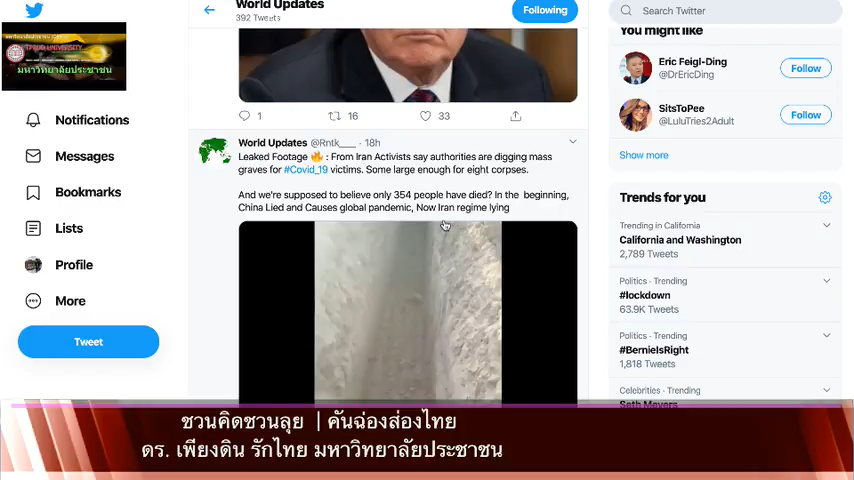 World Updates
392 Tweets
Following
Search Twitter
มหาวิทยาลัยประชาชน
Notifications
Messages
Bookmarks
Lists
Profile
More
Tweet
1
16
33
World Updates @Rntk___ · 18h
Leaked Footage 🔥 : From Iran Activists say authorities are digging mass
graves for #Covid_19 victims. Some large enough for eight corpses.
And we're supposed to believe only 354 people have died? In the beginning,
China Lied and Causes global pandemic, Now Iran regime lying
You might like
Eric Feigl-Ding
@DrEricDing
Follow
SitsToPee
@LuluTries2Adult
Follow
Show more
Trends for you
Trending in California
California and Washington
2,789 Tweets
Politics · Trending
#lockdown
63.9K Tweets
Politics · Trending
#BernieIsRight
1,818 Tweets
Celebrities · Trending
Seth Meyers
ชวนคิดชวนลุย | คันฉ่องส่องไทย
ดร. เพียงดิน รักไทย มหาวิทยาลัยประชาชน